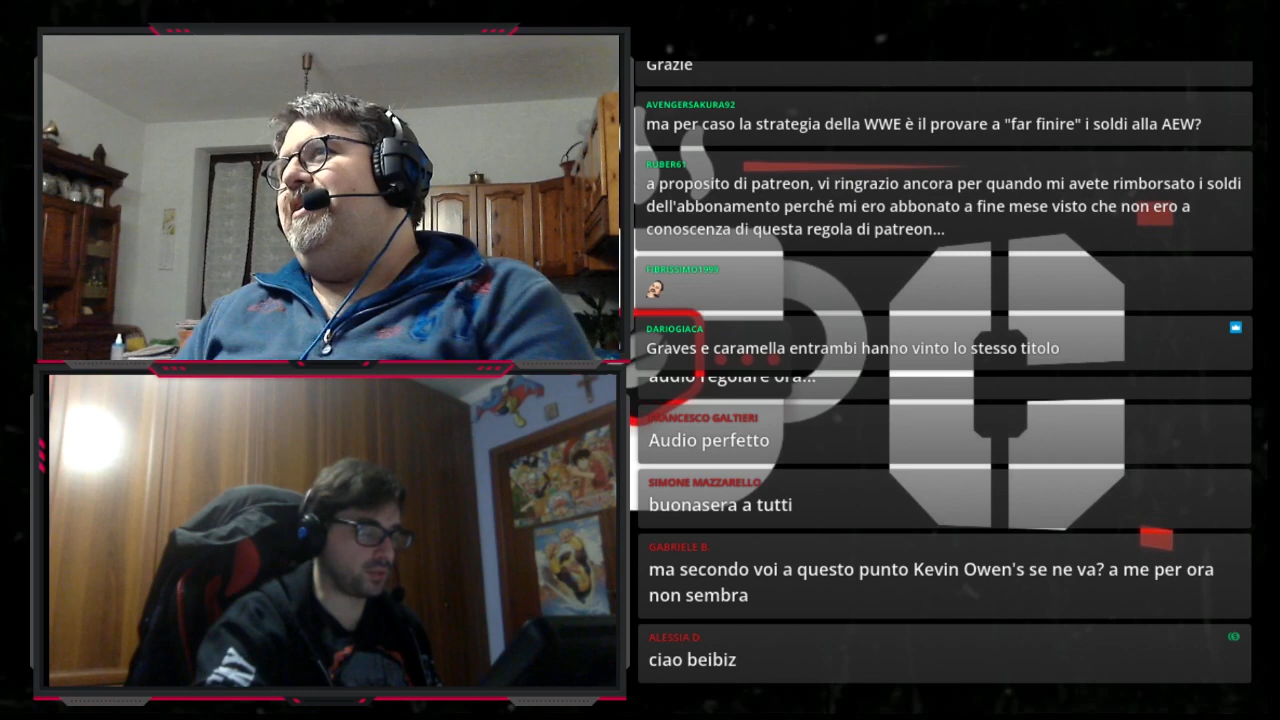 Grazie
AVENGERSAKURA92
ma per caso la strategia della WWE è il provare a "far finire" i soldi alla AEW?
RUBER61
a proposito di patreon, vi ringrazio ancora per quando mi avete rimborsato i soldi
dell'abbonamento perché mi ero abbonato a fine mese visto che non ero a
conoscenza di questa regola di patreon...
FIBRISSIMO1993
DARIOGIACA
Graves e caramella entrambi hanno vinto lo stesso titolo
audio regolare ora...
FRANCESCO GALTIERI
Audio perfetto
SIMONE MAZZARELLO
buonasera a tutti
GABRIELE B.
ma secondo voi a questo punto Kevin Owen's se ne va? a me per ora
non sembra
ALESSIA D.
ciao beibiz